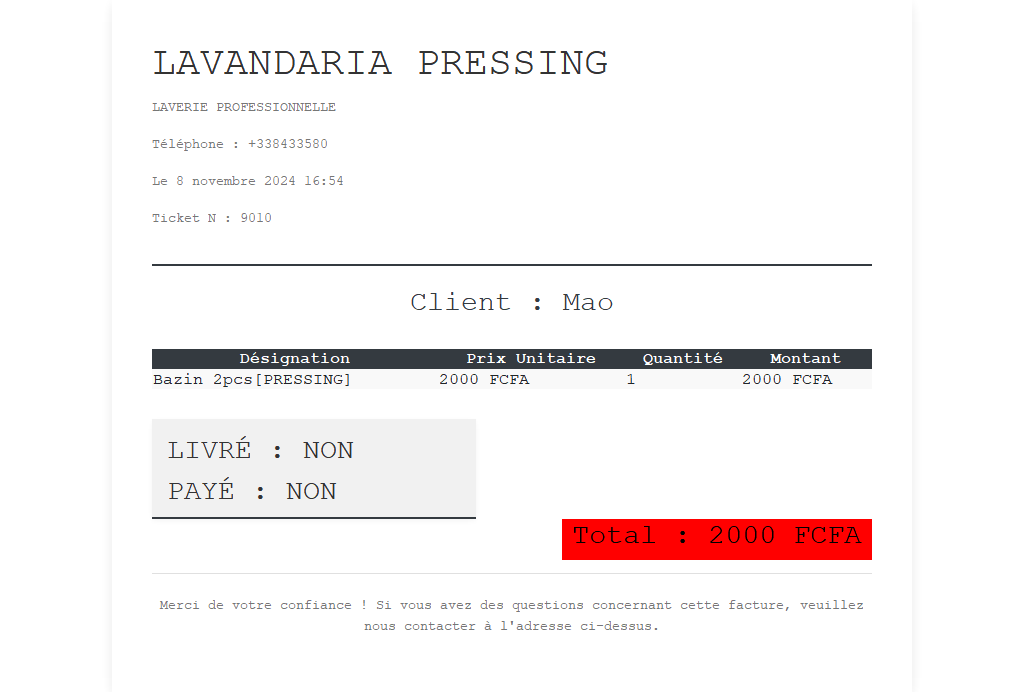 LAVANDARIA PRESSING
LAVERIE PROFESSIONNELLE
Téléphone : +338433580
Le 8 novembre 2024 16:54
Ticket N : 9010
Client : Mao
Désignation Prix Unitaire Quantité Montant
Bazin 2pcs[PRESSING] 2000 FCFA 1 2000 FCFA
LIVRÉ : NON
PAYÉ : NON
Total : 2000 FCFA
Merci de votre confiance ! Si vous avez des questions concernant cette facture, veuillez
nous contacter à l'adresse ci-dessus.